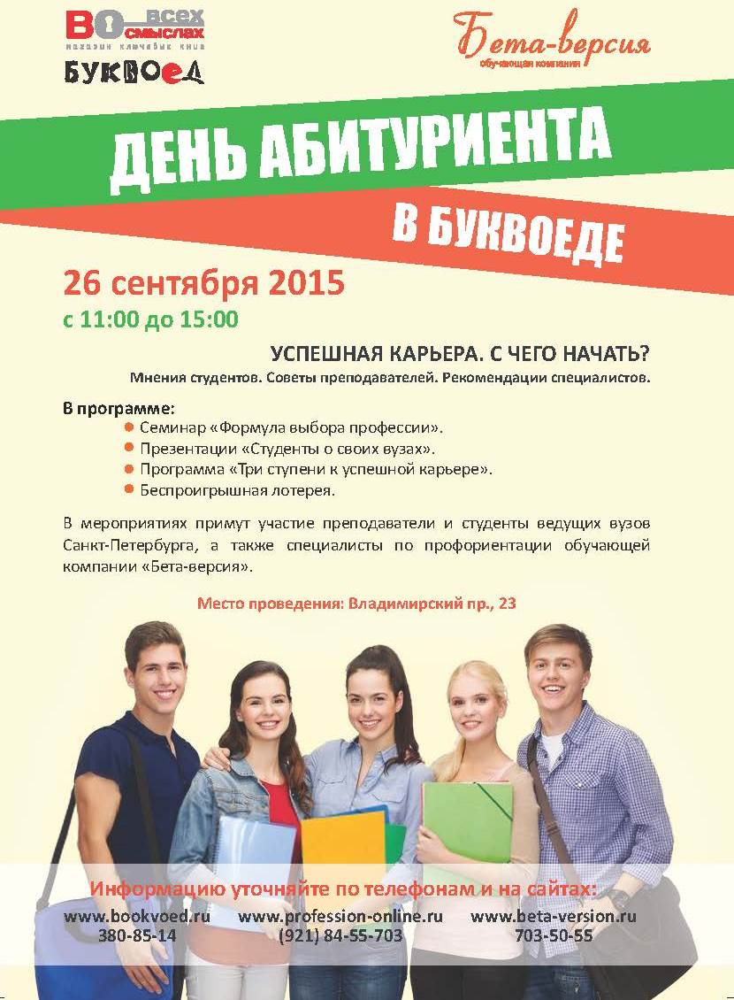 ВО ВСЕХ СМЫСЛАХ
МАГАЗИН КЛЮЧЕВЫХ КНИГ
БУКВОЕД
Бета-версия
обучающая компания
ДЕНЬ АБИТУРИЕНТА
В БУКВОЕДЕ
26 сентября 2015
с 11:00 до 15:00
УСПЕШНАЯ КАРЬЕРА. С ЧЕГО НАЧАТЬ?
Мнения студентов. Советы преподавателей. Рекомендации специалистов.
В программе:
Семинар «Формула выбора профессии».
Презентации «Студенты о своих вузах».
Программа «Три ступени к успешной карьере».
Беспроигрышная лотерея.
В мероприятиях примут участие преподаватели и студенты ведущих вузов
Санкт-Петербурга, а также специалисты по профориентации обучающей
компании «Бета-версия».
Место проведения: Владимирский пр., 23
Информацию уточняйте по телефонам и на сайтах:
www.bookvoed.ru www.profession-online.ru www.beta-version.ru
380-85-14 (921) 84-55-703 703-50-55